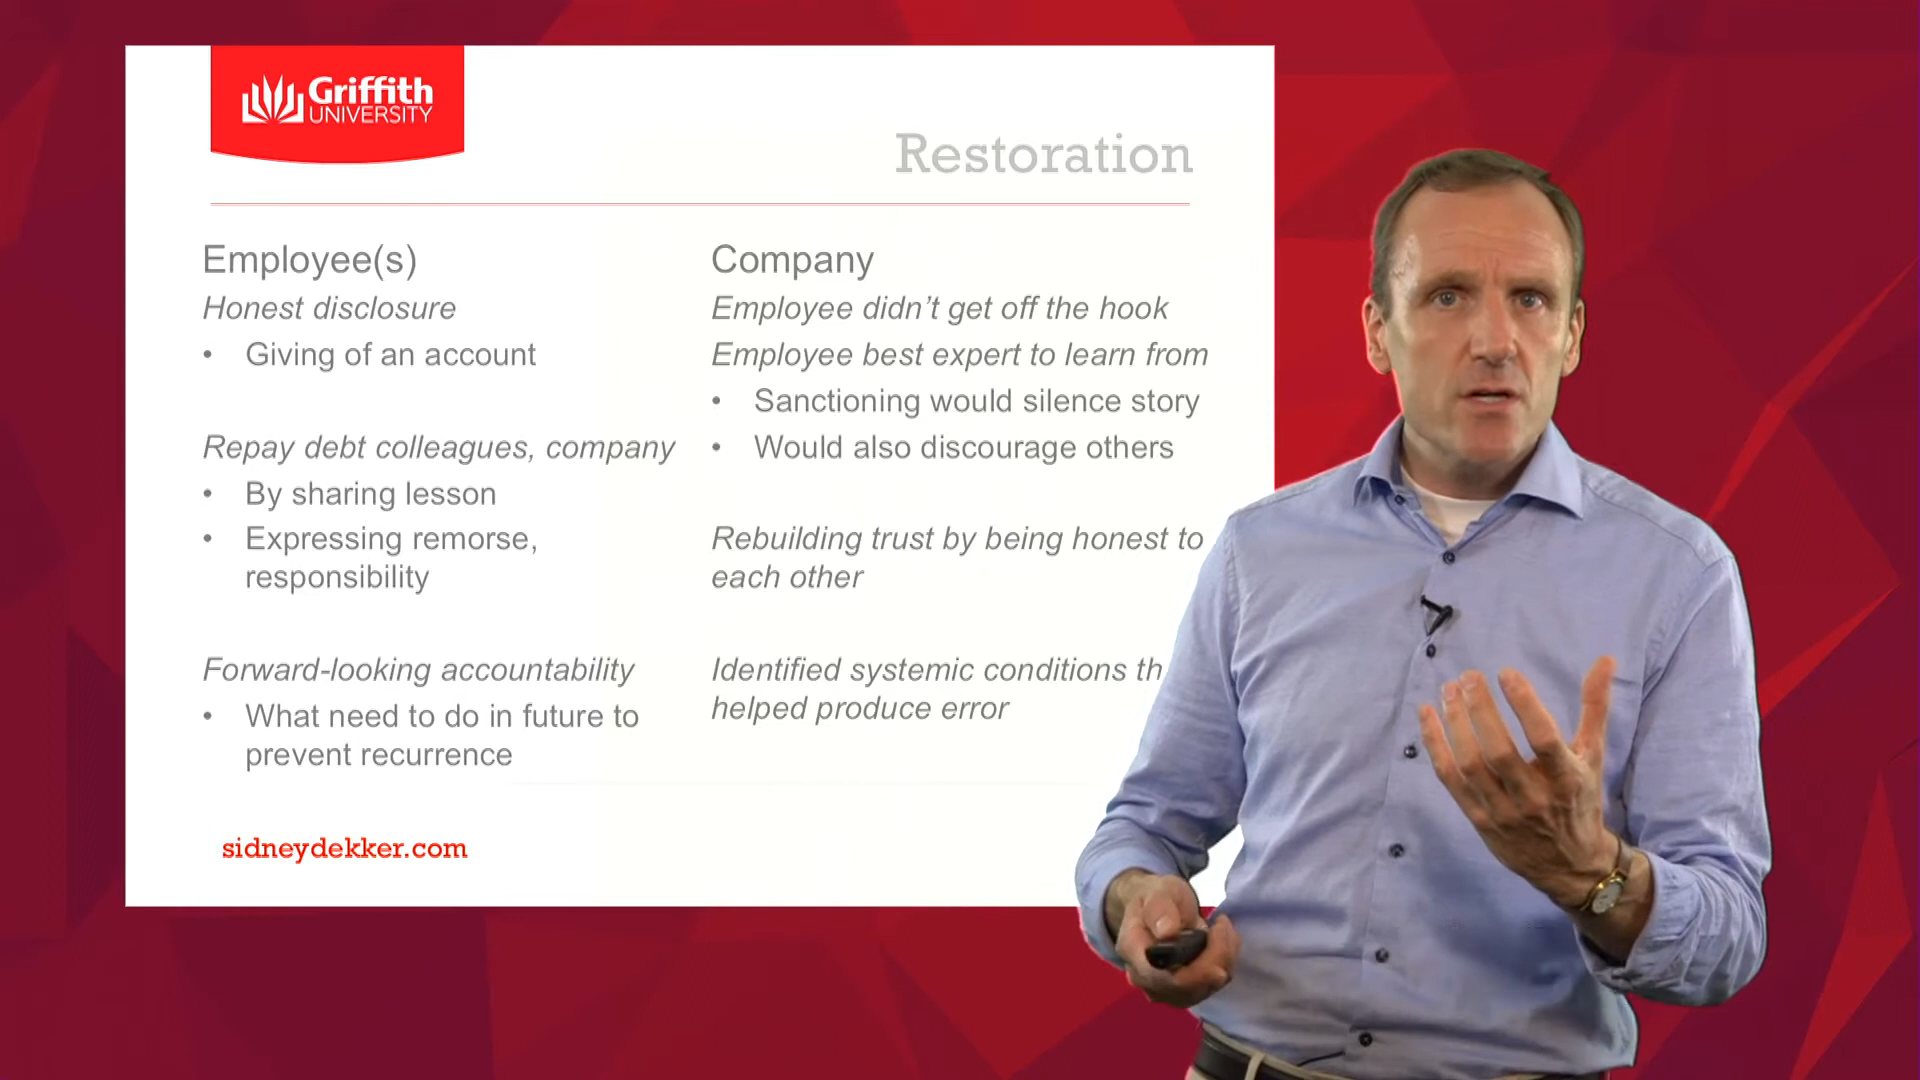 Griffith
UNIVERSITY
Restoration
Employee(s)
Honest disclosure
• Giving of an account
Repay debt colleagues, company
• By sharing lesson
• Expressing remorse,
responsibility
Forward-looking accountability
• What need to do in future to
prevent recurrence
Company
Employee didn’t get off the hook
Employee best expert to learn from
• Sanctioning would silence story
• Would also discourage others
Rebuilding trust by being honest to
each other
Identified systemic conditions
helped produce error
sidneydekker.com